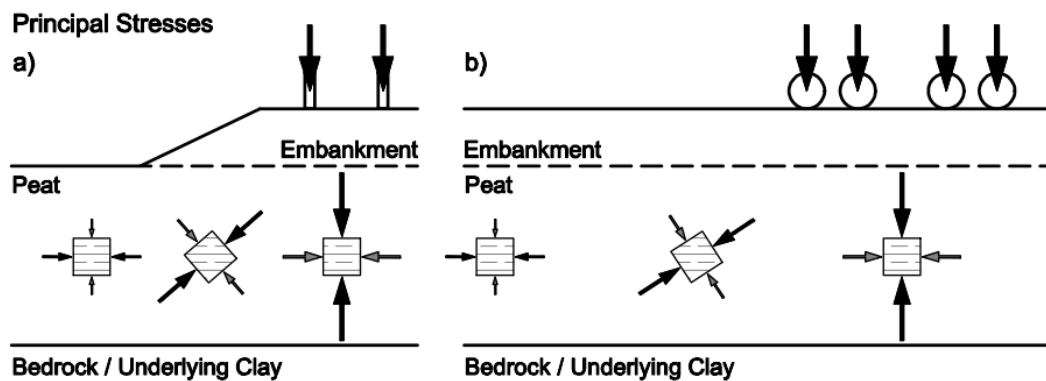 Principal Stresses
a)
b)
Embankment
Embankment
Peat
Peat
Bedrock / Underlying Clay
Bedrock / Underlying Clay